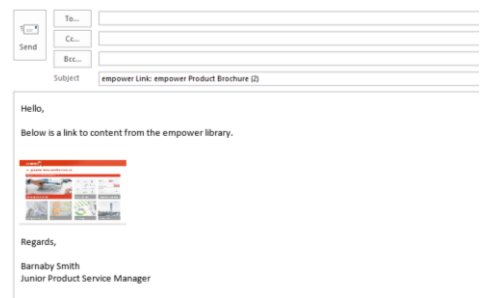 To...
Cc...
Send
Bcc...
Subject empower Link: empower Product Brochure (2)
Hello,
Below is a link to content from the empower library.
Regards,
Barnaby Smith
Junior Product Service Manager